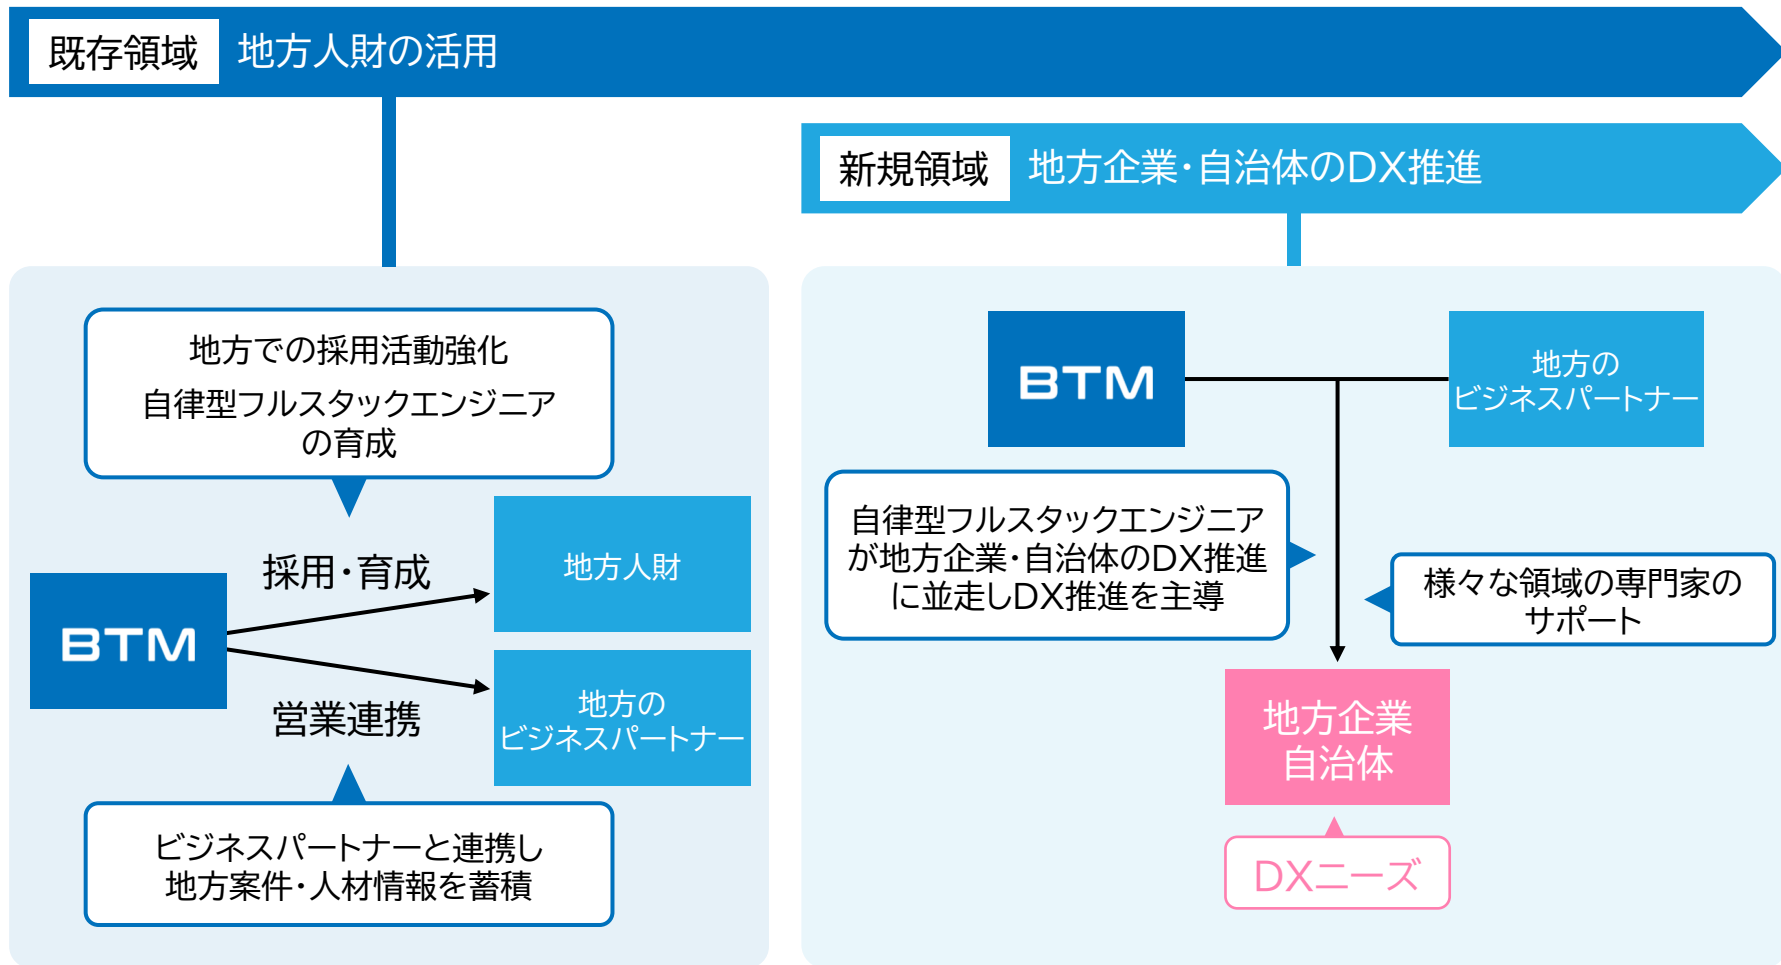 既存領域
地方人財の活用
新規領域
地方企業・自治体のDX推進
地方での採用活動強化
自律型フルスタックエンジニア
の育成
採用・育成
地方人財
BTM
営業連携
地方の
ビジネスパートナー
ビジネスパートナーと連携し
地方案件・人材情報を蓄積
BTM
地方の
ビジネスパートナー
自律型フルスタックエンジニア
が地方企業・自治体のDX推進
に並走しDX推進を主導
様々な領域の専門家の
サポート
地方企業
自治体
DXニーズ